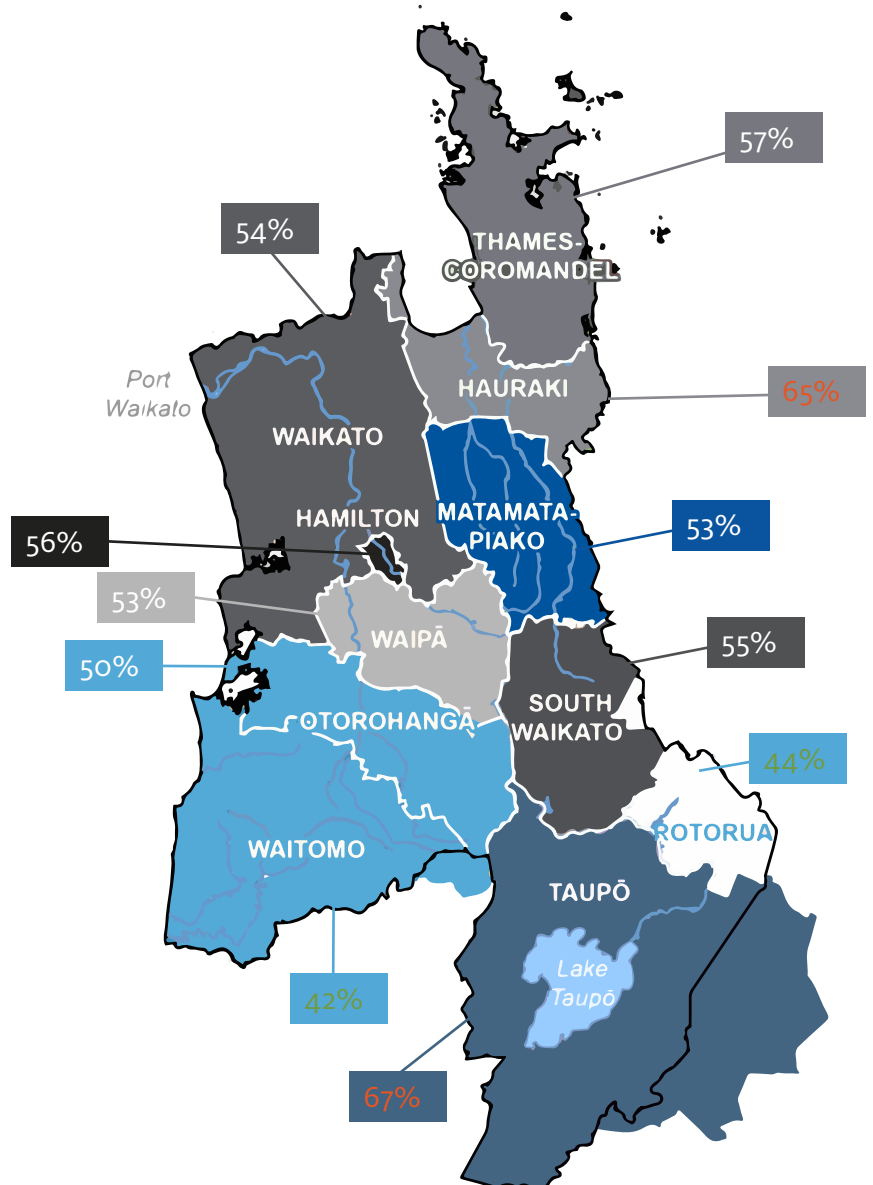 57%
54%
THAMES-
COROMANDEL
Port
Waikato
HAURAKI
65%
WAIKATO
HAMILTON
MATAMATA-
PIAKO
53%
56%
53%
WAIPĀ
50%
55%
SOUTH
WAIKATO
OTOROHANGĀ
44%
ROTORUA
WAITOMO
TAUPŌ
Lake
Taupō
42%
67%